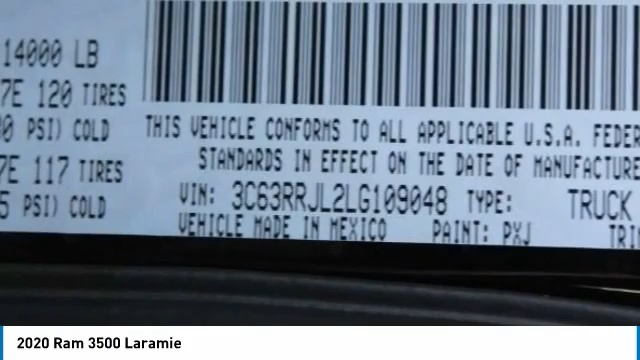 14000 LB
7E 120 TIRES
PSI) COLD
7E 117 TIRES
5 PSI) COLD
THIS VEHICLE CONFORMS TO ALL APPLICABLE U.S.A.
STANDARDS IN EFFECT ON THE DATE OF MANUFACTURE
VIN: 3C63RRJL2LG109048 TYPE: TRUCK
VEHICLE MADE IN MEXICO PAINT: PXJ
2020 Ram 3500 Laramie